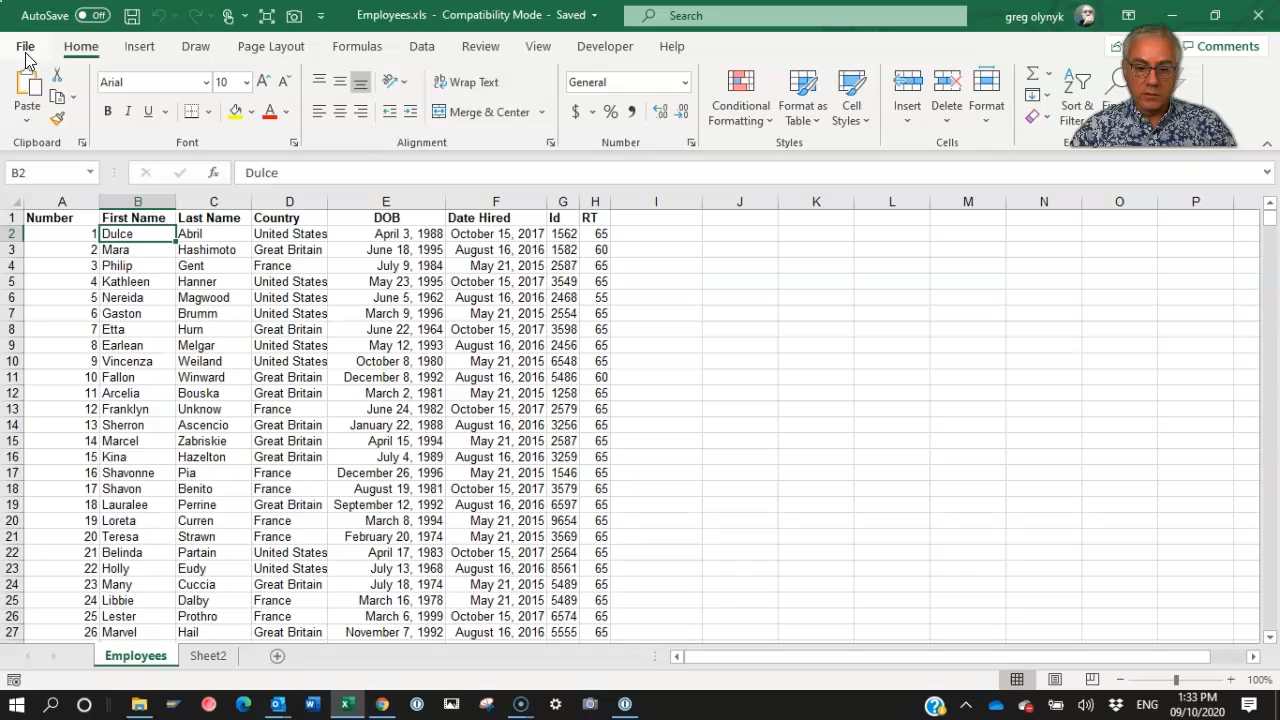 AutoSave Off Employees.xls - Compatibility Mode - Saved Search greg olynyk
File Home Insert Draw Page Layout Formulas Data Review View Developer Help Comments
Paste Arial 10 Wrap Text General Conditional Formatting Format as Table Cell Styles Insert Delete Format Sort & Filter
B I U Merge & Center $ %
Clipboard Font Alignment Number Styles Cells
B2 fx Dulce
A B C D E F G H I J K L M N O P
1 Number First Name Last Name Country DOB Date Hired Id RT
2 1 Dulce Abril United States April 3, 1988 October 15, 2017 1562 65
3 2 Mara Hashimoto Great Britain June 18, 1995 August 16, 2016 1582 60
4 3 Philip Gent France July 9, 1984 May 21, 2015 2587 65
5 4 Kathleen Hanner United States May 23, 1995 October 15, 2017 3549 65
6 5 Nereida Magwood United States June 5, 1962 August 16, 2016 2468 55
7 6 Gaston Brumm United States March 9, 1996 May 21, 2015 2554 65
8 7 Etta Hurn Great Britain June 22, 1964 October 15, 2017 3598 65
9 8 Earlean Melgar United States May 12, 1993 August 16, 2016 2456 65
10 9 Vincenza Weiland United States October 8, 1980 May 21, 2015 6548 65
11 10 Fallon Winward Great Britain December 8, 1992 August 16, 2016 5486 60
12 11 Arcelia Bouska Great Britain March 2, 1981 May 21, 2015 1258 65
13 12 Franklyn Unknow France June 24, 1982 October 15, 2017 2579 65
14 13 Sherron Ascencio Great Britain January 22, 1988 August 16, 2016 3256 65
15 14 Marcel Zabriskie Great Britain April 15, 1994 May 21, 2015 2587 65
16 15 Kina Hazelton Great Britain July 4, 1989 August 16, 2016 3259 65
17 16 Shavonne Pia France December 26, 1996 May 21, 2015 1546 65
18 17 Shavon Benito France August 19, 1981 October 15, 2017 3579 65
19 18 Lauralee Perrine Great Britain September 12, 1992 August 16, 2016 6597 65
20 19 Loreta Curren France March 8, 1994 May 21, 2015 9654 65
21 20 Teresa Strawn France February 20, 1974 May 21, 2015 3569 65
22 21 Belinda Partain United States April 17, 1983 October 15, 2017 2564 65
23 22 Holly Eudy United States July 13, 1968 August 16, 2016 8561 65
24 23 Many Cuccia Great Britain July 18, 1974 May 21, 2015 5489 65
25 24 Libbie Dalby France March 16, 1978 May 21, 2015 5489 65
26 25 Lester Prothro France March 6, 1999 October 15, 2017 6574 65
27 26 Marvel Hail Great Britain November 7, 1992 August 16, 2016 5555 65
Employees Sheet2
100%
ENG 1:33 PM
09/10/2020